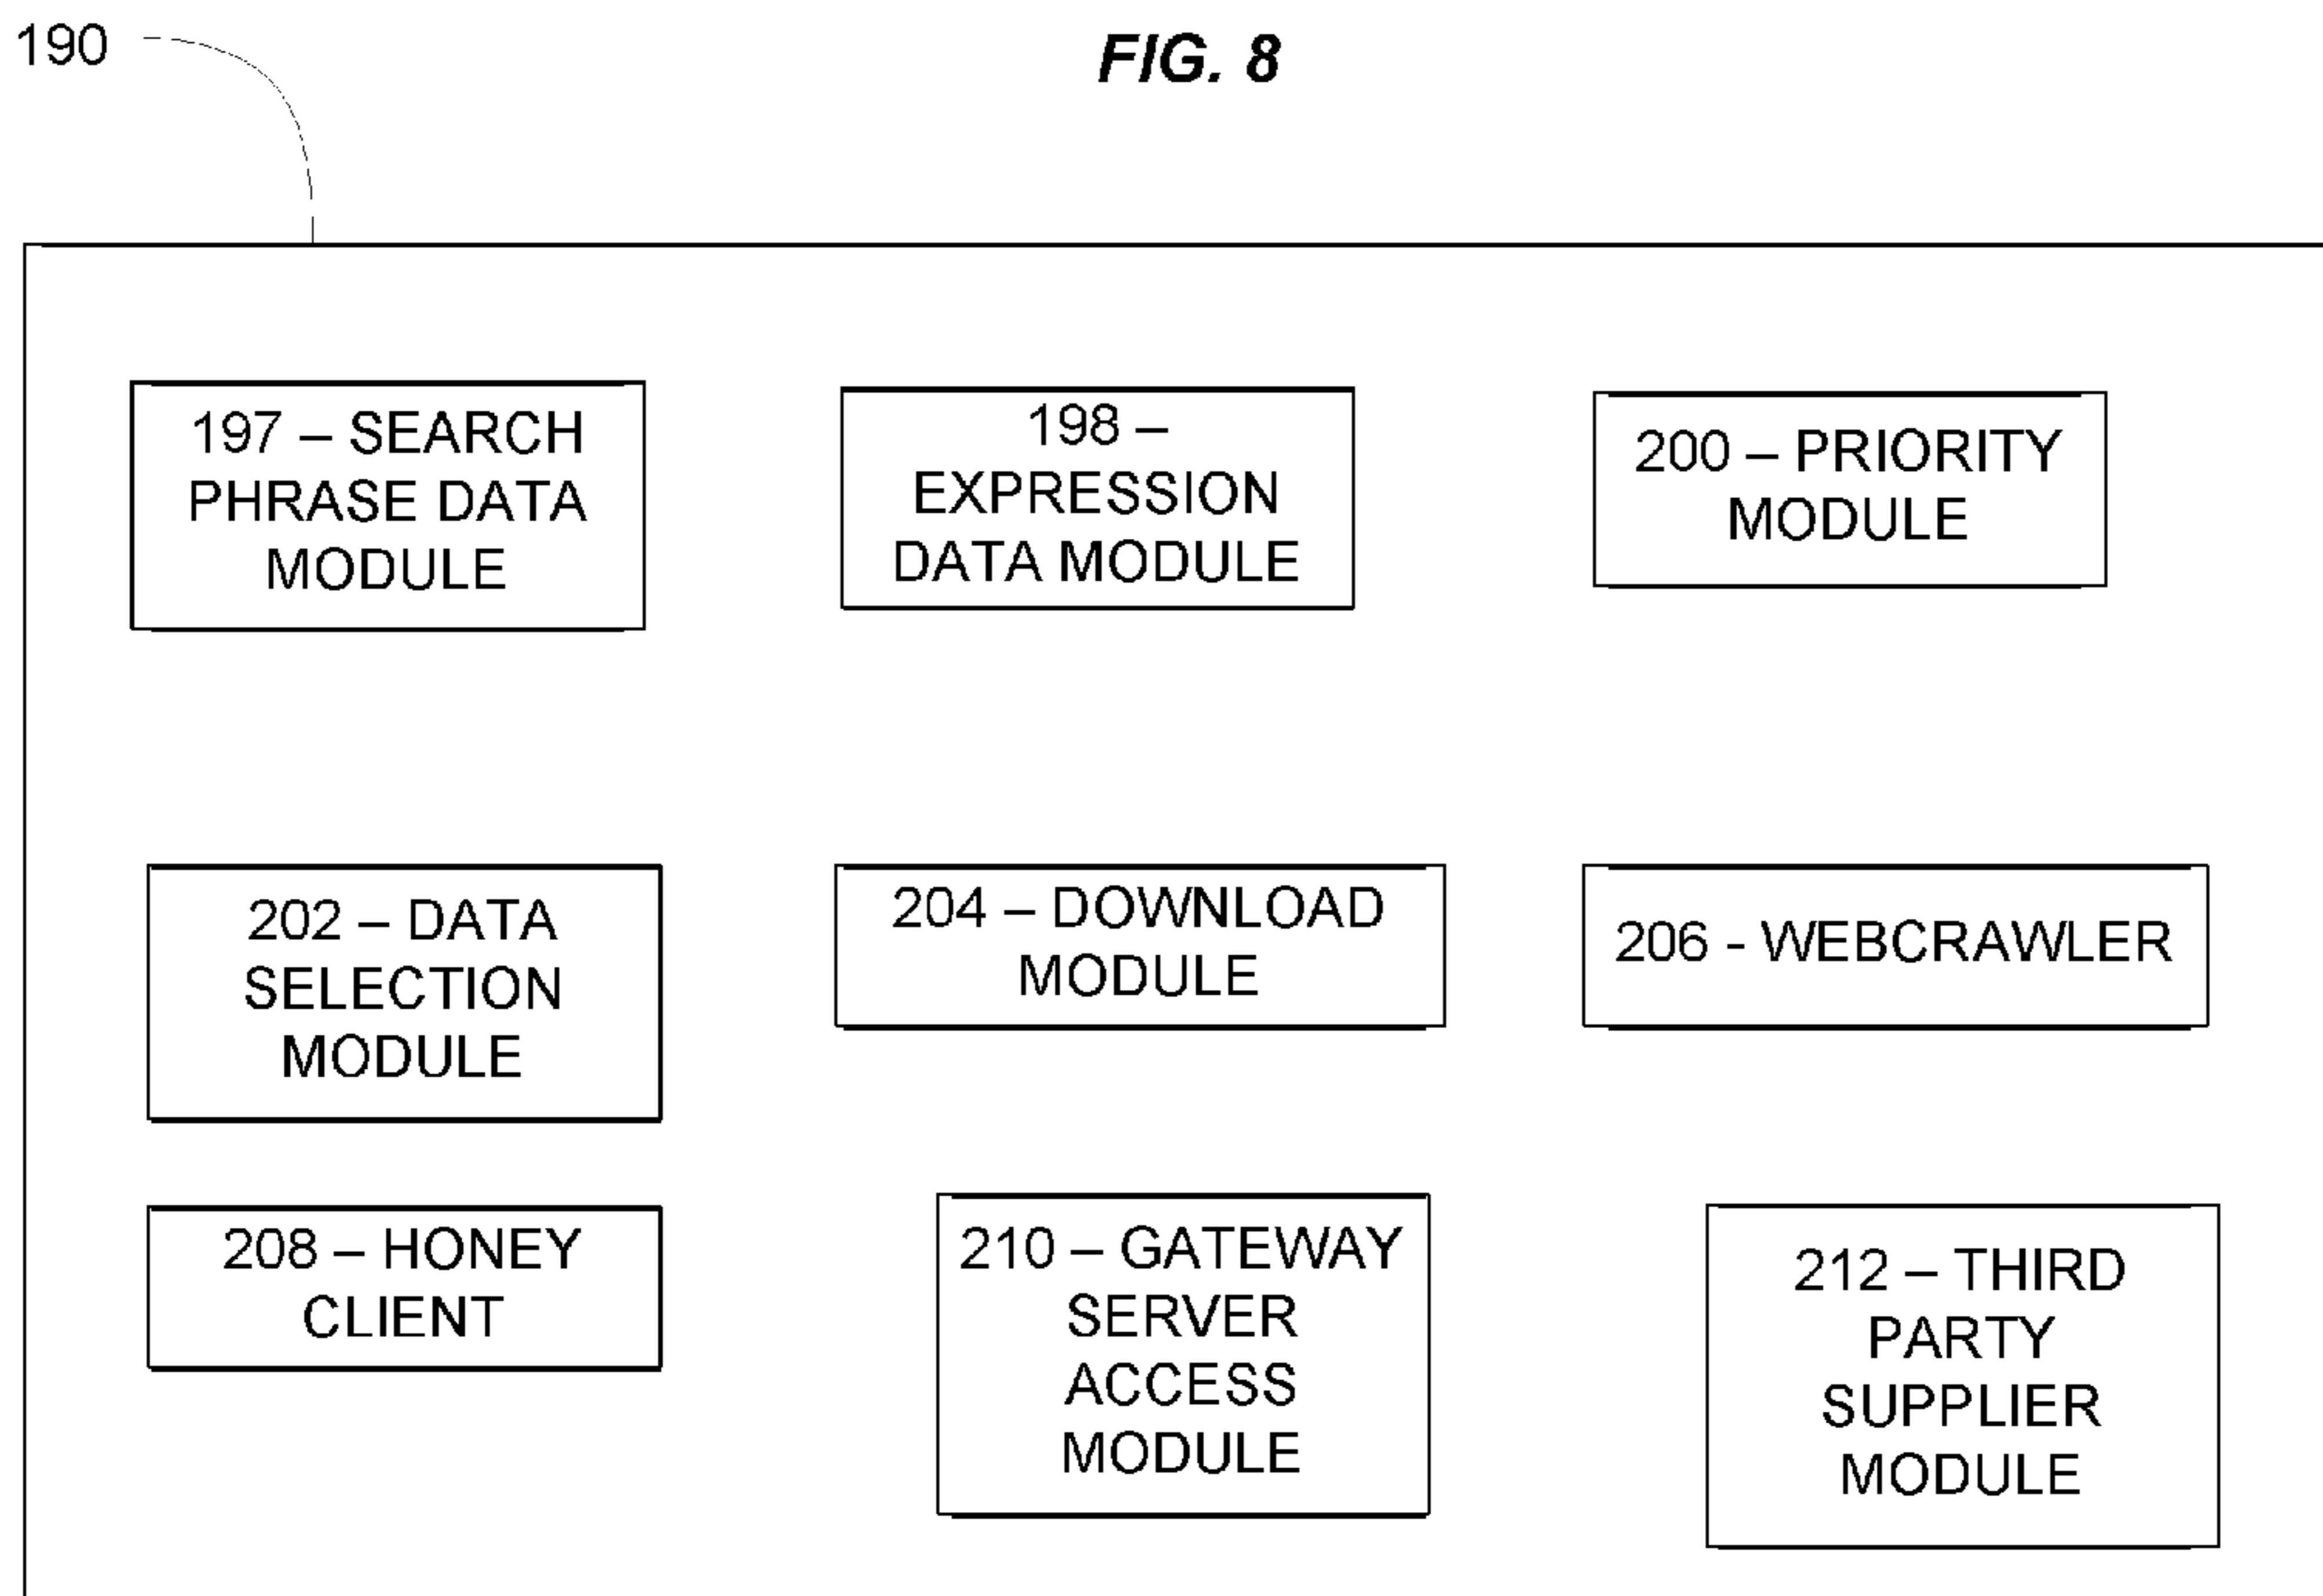 190
FIG. 8
197 – SEARCH
PHRASE DATA
MODULE
198 –
EXPRESSION
DATA MODULE
200 – PRIORITY
MODULE
202 – DATA
SELECTION
MODULE
204 – DOWNLOAD
MODULE
206 - WEBCRAWLER
208 – HONEY
CLIENT
210 – GATEWAY
SERVER
ACCESS
MODULE
212 – THIRD
PARTY
SUPPLIER
MODULE